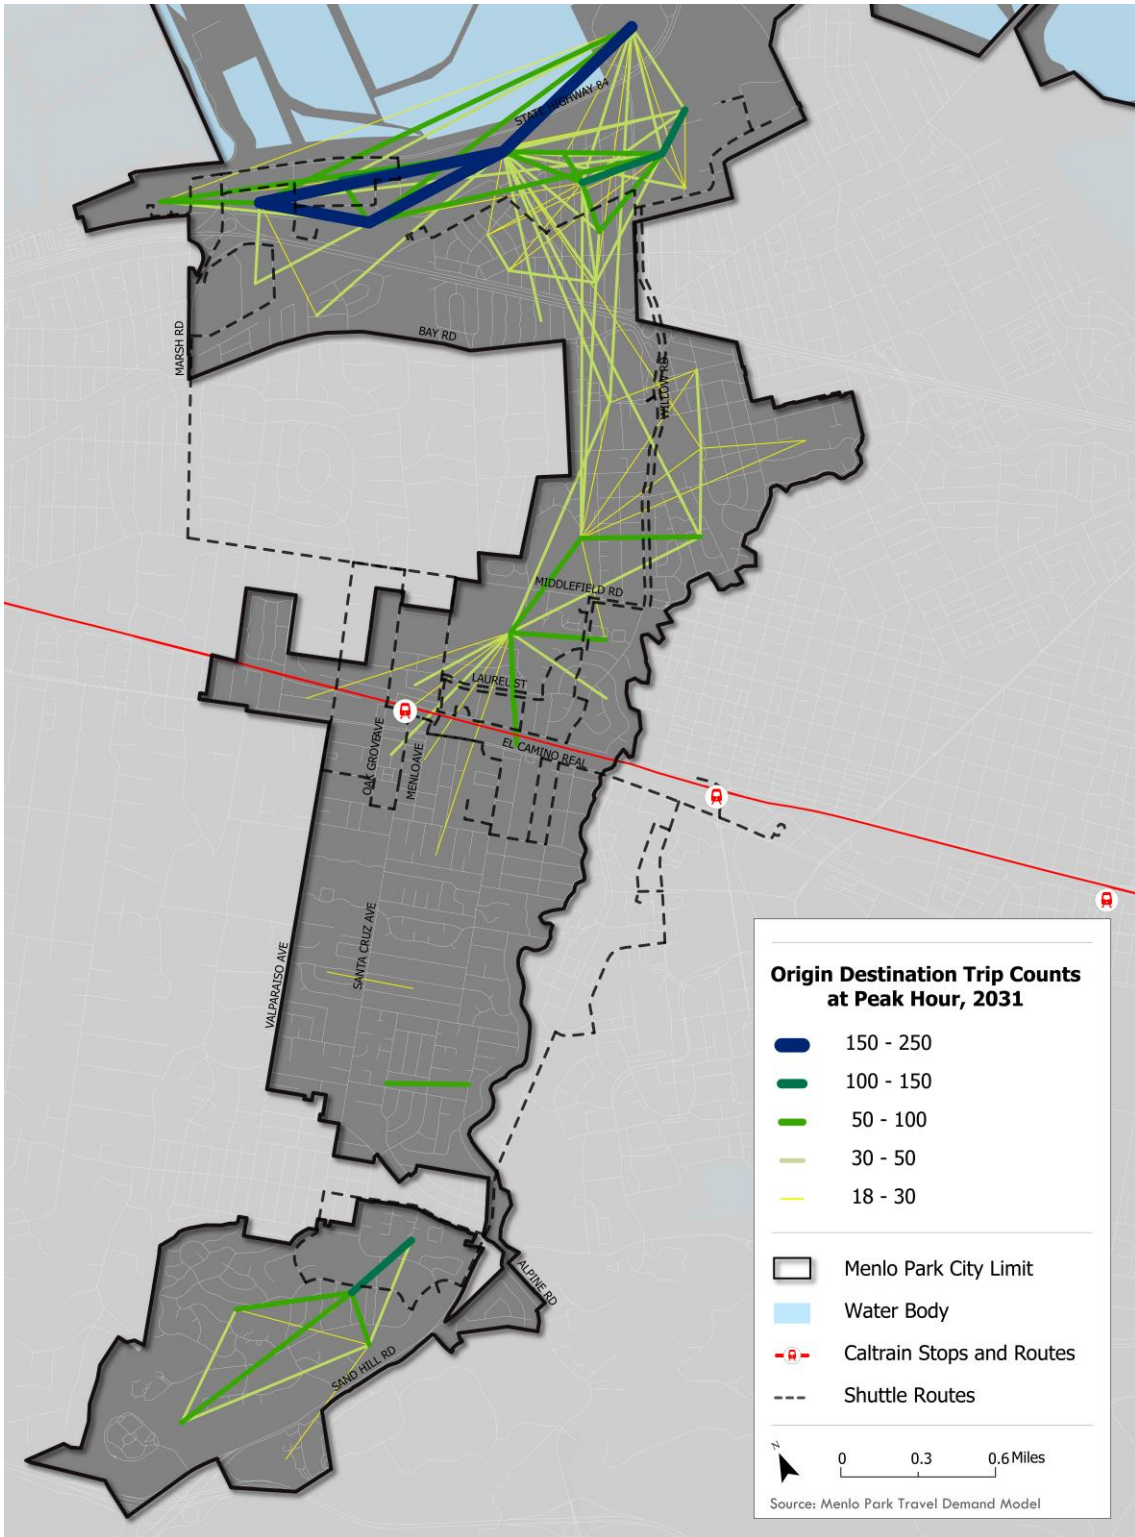 STATE HIGHWAY 84
BAY RD
MARSH RD
WILLOW RD
MIDDLEFIELD RD
LAUREL ST
EL CAMINO REAL
OAK GROVE AVE
MENLO AVE
SANTA CRUZ AVE
VALPARAISO AVE
ALPINE RD
SAND HILL RD
Origin Destination Trip Counts
at Peak Hour, 2031
150 - 250
100 - 150
50 - 100
30 - 50
18 - 30
Menlo Park City Limit
Water Body
Caltrain Stops and Routes
Shuttle Routes
N
0 0.3 0.6 Miles
Source: Menlo Park Travel Demand Model